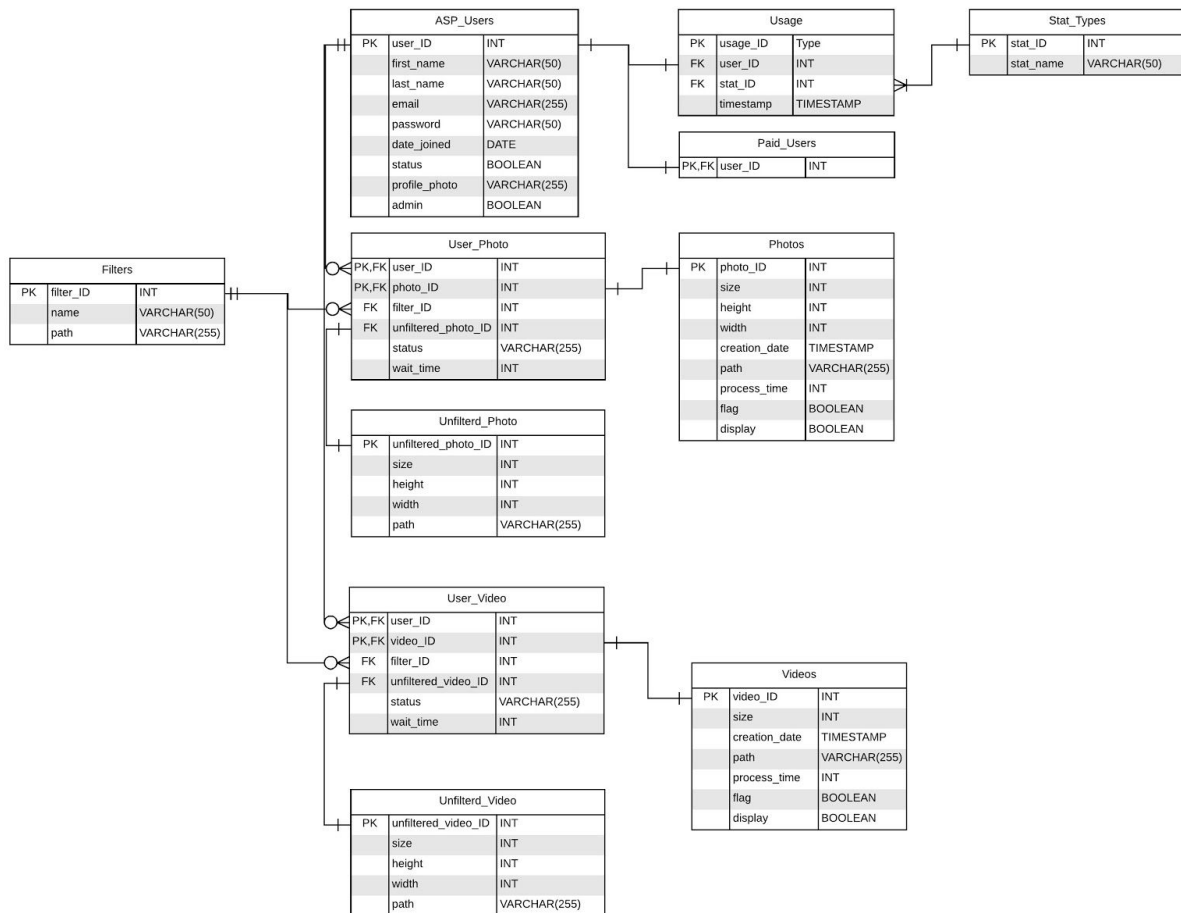 ASP_Users
PK user_ID INT
first_name VARCHAR(50)
last_name VARCHAR(50)
email VARCHAR(255)
password VARCHAR(50)
date_joined DATE
status BOOLEAN
profile_photo VARCHAR(255)
admin BOOLEAN
Usage
PK usage_ID Type
FK user_ID INT
FK stat_ID INT
timestamp TIMESTAMP
Stat_Types
PK stat_ID INT
stat_name VARCHAR(50)
Paid_Users
PK,FK user_ID INT
Filters
PK filter_ID INT
name VARCHAR(50)
path VARCHAR(255)
User_Photo
PK,FK user_ID INT
PK,FK photo_ID INT
FK filter_ID INT
FK unfiltered_photo_ID INT
status VARCHAR(255)
wait_time INT
Photos
PK photo_ID INT
size INT
height INT
width INT
creation_date TIMESTAMP
path VARCHAR(255)
process_time INT
flag BOOLEAN
display BOOLEAN
Unfilterd_Photo
PK unfiltered_photo_ID INT
size INT
height INT
width INT
path VARCHAR(255)
User_Video
PK,FK user_ID INT
PK,FK video_ID INT
FK filter_ID INT
FK unfiltered_video_ID INT
status VARCHAR(255)
wait_time INT
Videos
PK video_ID INT
size INT
creation_date TIMESTAMP
path VARCHAR(255)
process_time INT
flag BOOLEAN
display BOOLEAN
Unfilterd_Video
PK unfiltered_video_ID INT
size INT
height INT
width INT
path VARCHAR(255)